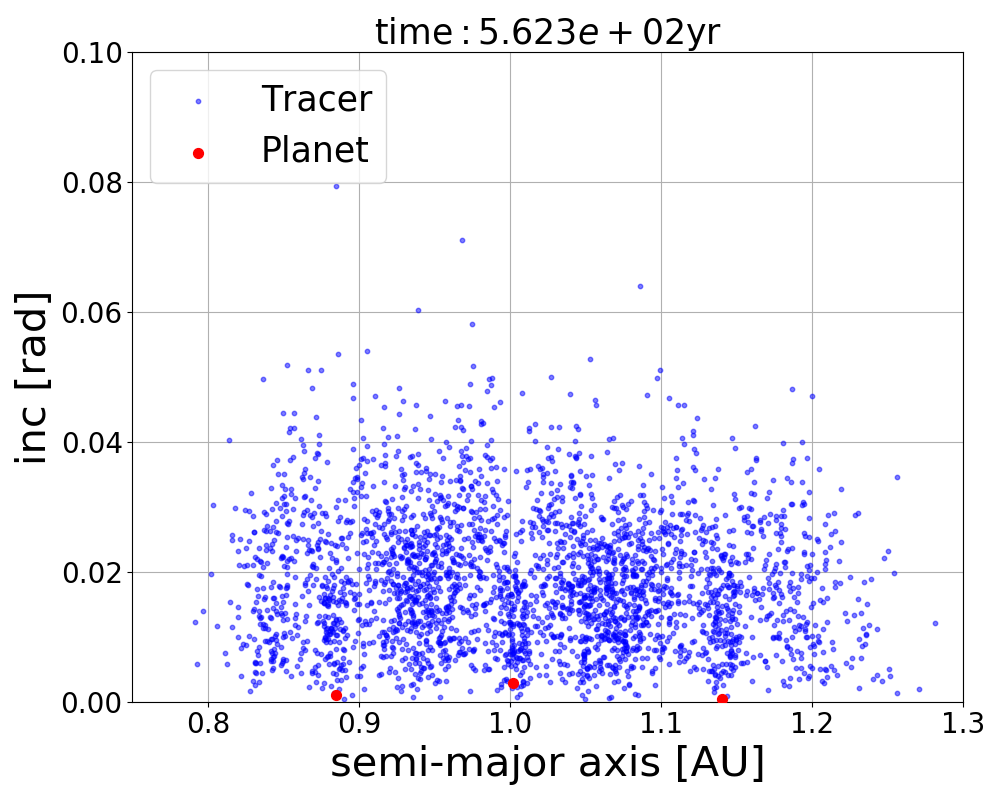 time : 5.623e + 02yr
0.10
Tracer
Planet
0.08
0.06
0.04
0.02
0.00
inc [rad]
0.8 0.9 1.0 1.1 1.2 1.3
semi-major axis [AU]